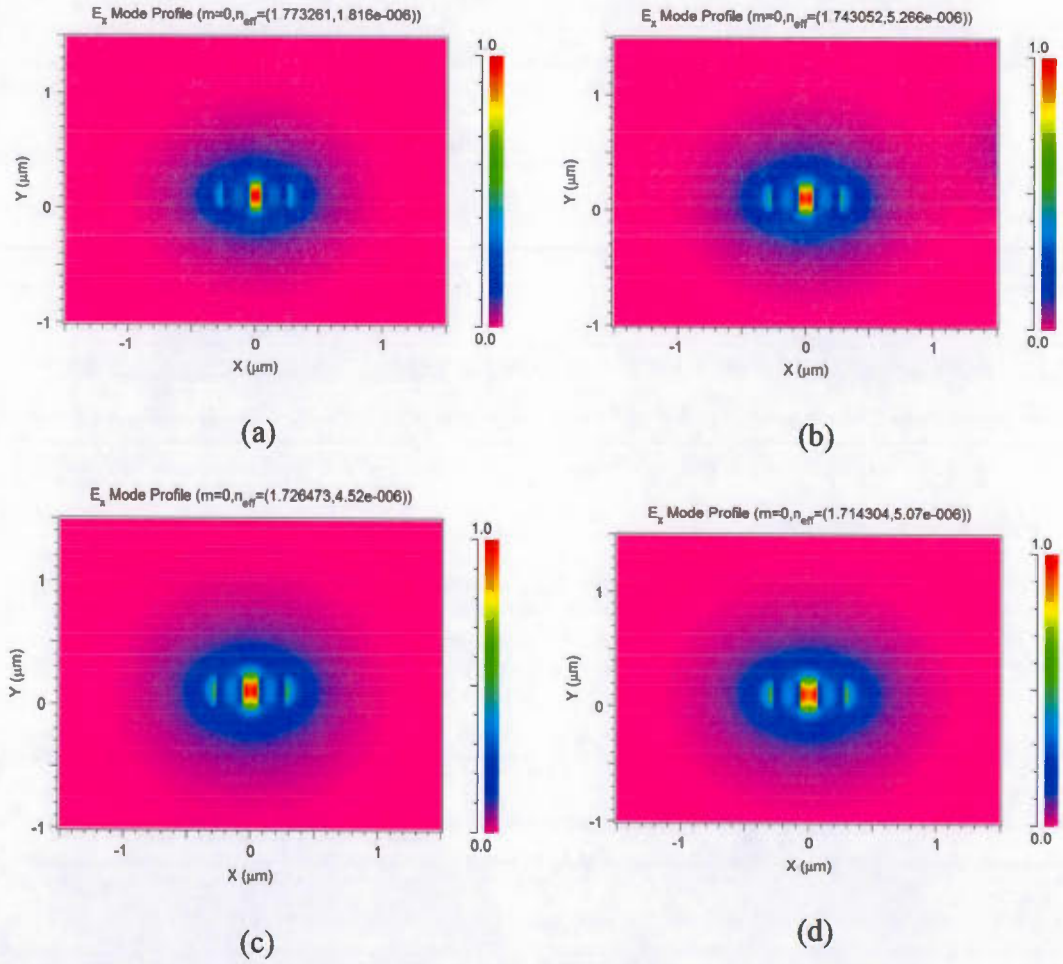 Eₓ Mode Profile (m=0,n_eff=(1.773261,1.816e-006))
1.0
1
Y (μm)
0
-1
0.0
-1
0
1
X (μm)
(a)
Eₓ Mode Profile (m=0,n_eff=(1.743052,5.266e-006))
1.0
1
Y (μm)
0
-1
0.0
-1
0
1
X (μm)
(b)
Eₓ Mode Profile (m=0,n_eff=(1.726473,4.52e-006))
1.0
1
Y (μm)
0
-1
0.0
-1
0
1
X (μm)
(c)
Eₓ Mode Profile (m=0,n_eff=(1.714304,5.07e-006))
1.0
1
Y (μm)
0
-1
0.0
-1
0
1
X (μm)
(d)